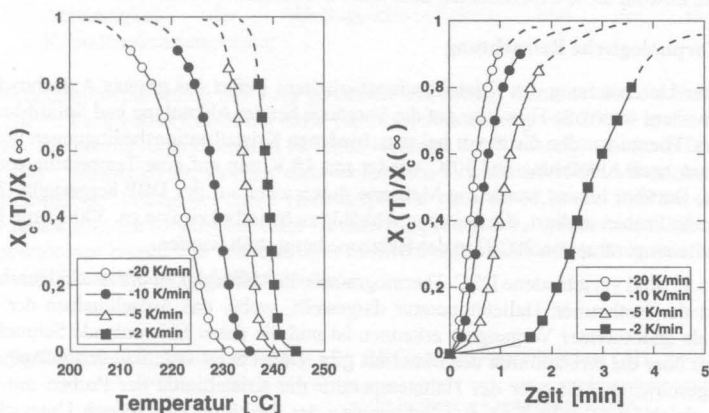 X_c(T)/X_c(∞)
1
0,8
0,6
0,4
0,2
0
-20 K/min
-10 K/min
-5 K/min
-2 K/min
200 210 220 230 240 250
Temperatur [°C]
X_c(T)/X_c(∞)
1
0,8
0,6
0,4
0,2
0
-20 K/min
-10 K/min
-5 K/min
-2 K/min
0 1 2 3 4 5
Zeit [min]